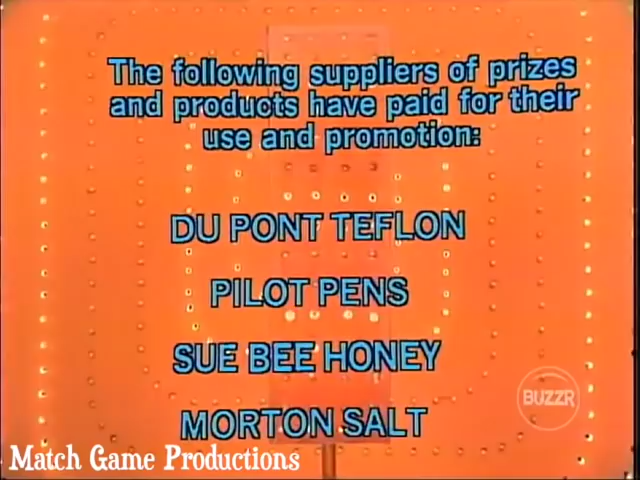 The following suppliers of prizes
and products have paid for their
use and promotion:
DU PONT TEFLON
PILOT PENS
SUE BEE HONEY
MORTON SALT
BUZZR
Match Game Productions